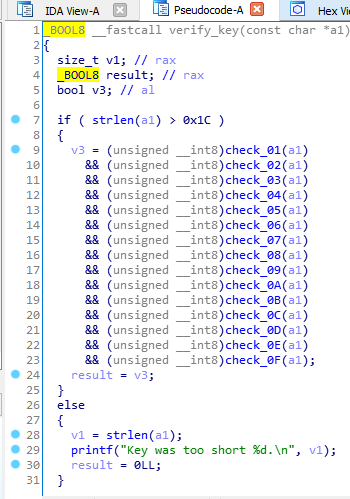 IDA View-A Pseudocode-A Hex Vi
1 _BOOL8 __fastcall verify_key(const char *a1)
2 {
3 size_t v1; // rax
4 _BOOL8 result; // rax
5 bool v3; // al
6
7 if ( strlen(a1) > 0x1C )
8 {
9 v3 = (unsigned __int8)check_01(a1)
10 && (unsigned __int8)check_02(a1)
11 && (unsigned __int8)check_03(a1)
12 && (unsigned __int8)check_04(a1)
13 && (unsigned __int8)check_05(a1)
14 && (unsigned __int8)check_06(a1)
15 && (unsigned __int8)check_07(a1)
16 && (unsigned __int8)check_08(a1)
17 && (unsigned __int8)check_09(a1)
18 && (unsigned __int8)check_0A(a1)
19 && (unsigned __int8)check_0B(a1)
20 && (unsigned __int8)check_0C(a1)
21 && (unsigned __int8)check_0D(a1)
22 && (unsigned __int8)check_0E(a1)
23 && (unsigned __int8)check_0F(a1);
24 result = v3;
25 }
26 else
27 {
28 v1 = strlen(a1);
29 printf("Key was too short %d.\n", v1);
30 result = 0LL;
31 }